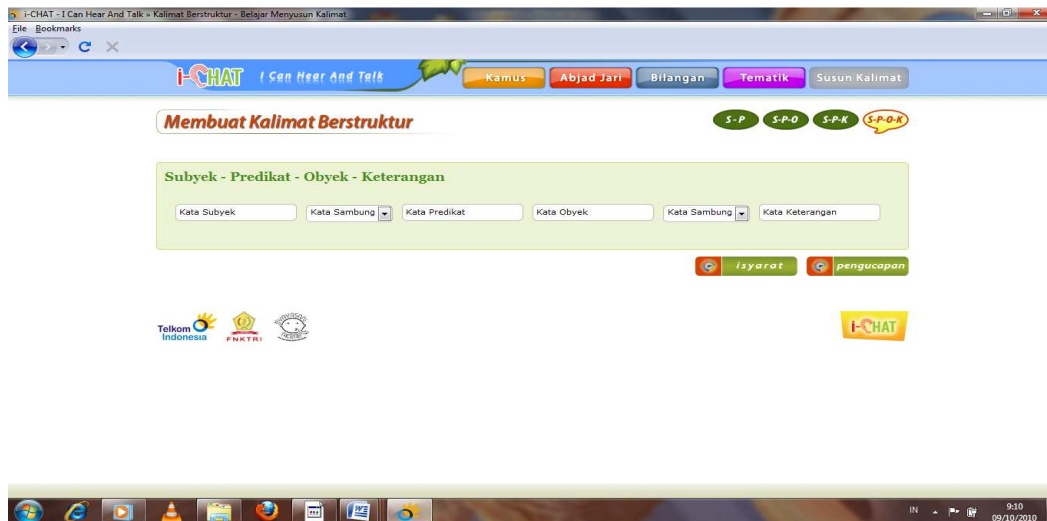 i-CHAT - I Can Hear And Talk » Kalimat Berstruktur - Belajar Menyusun Kalimat
File Bookmarks
i-CHAT I Can Hear And Talk Kamus Abjad Jari Bilangan Tematik Susun Kalimat
Membuat Kalimat Berstruktur S-P S-P-O S-P-K S-P-O-K
Subyek - Predikat - Obyek - Keterangan
Kata Subyek Kata Sambung Kata Predikat Kata Obyek Kata Sambung Kata Keterangan
isyarat pengucapan
Telkom Indonesia FNKTRI i-CHAT
IN 9:10
09/10/2010